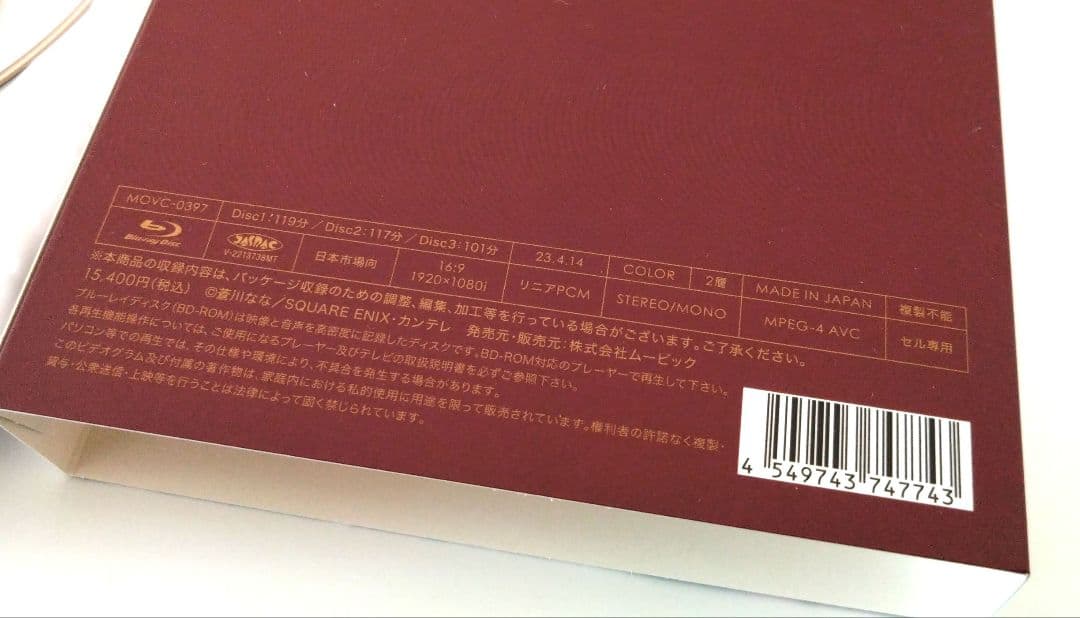 MOVC-0397 Disc1:119分／Disc2:117分／Disc3:101分 23.4.14 COLOR 2層 MADE IN JAPAN 複製不能
Blu-ray Disc JASRAC V-2213738MT 日本市場向 16:9 1920×1080i リニアPCM STEREO/MONO MPEG-4 AVC セル専用
※本商品の収録内容は、パッケージ収録のための調整、編集、加工等を行っている場合がございます。ご了承ください。
15,400円(税込) ©蒼川なな／SQUARE ENIX・カンテレ 発売元・販売元：株式会社ムービック
ブルーレイディスク(BD-ROM)は映像と音声を高密度に記録したディスクです。BD-ROM対応のプレーヤーで再生して下さい。
各再生機能操作については、ご使用になるプレーヤー及びテレビの取扱説明書を必ずご参照下さい。
パソコン等での再生では、その仕様や環境により、不具合を発生する場合があります。
このビデオグラム及び付属の著作物は、家庭内における私的使用に用途を限って販売されています。権利者の許諾なく複製・
貸与・公衆送信・上映等を行うことは法律によって固く禁じられています。
4 549743 747743